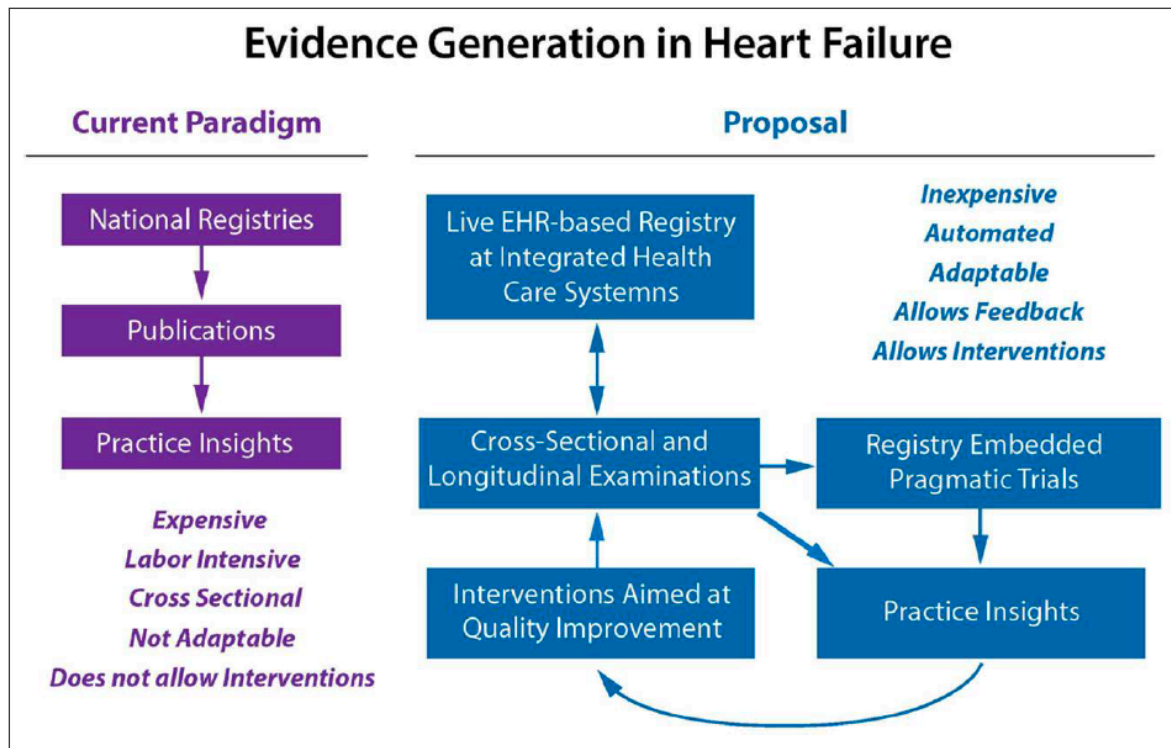 Evidence Generation in Heart Failure
Current Paradigm
National Registries
Publications
Practice Insights
Expensive
Labor Intensive
Cross Sectional
Not Adaptable
Does not allow Interventions
Proposal
Live EHR-based Registry
at Integrated Health
Care Systemns
Inexpensive
Automated
Adaptable
Allows Feedback
Allows Interventions
Cross-Sectional and
Longitudinal Examinations
Registry Embedded
Pragmatic Trials
Interventions Aimed at
Quality Improvement
Practice Insights